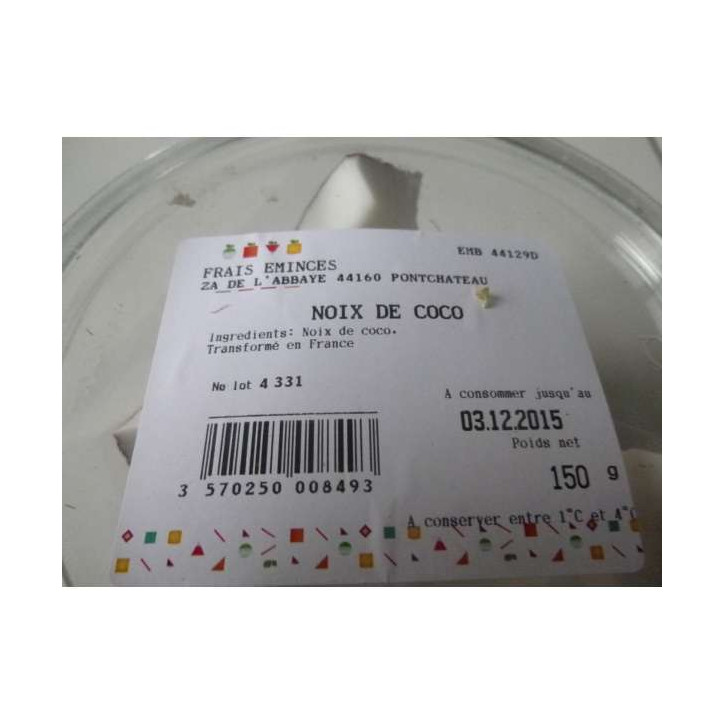 EMB 44129D
FRAIS EMINCES
ZA DE L'ABBAYE 44160 PONTCHATEAU
NOIX DE COCO
ingredients: Noix de coco.
Transformé en France
No lot 4 331
A consommer jusqu'au
03.12.2015
Poids net
150 g
3 570250 008493
A conserver entre 1°C et 4°C